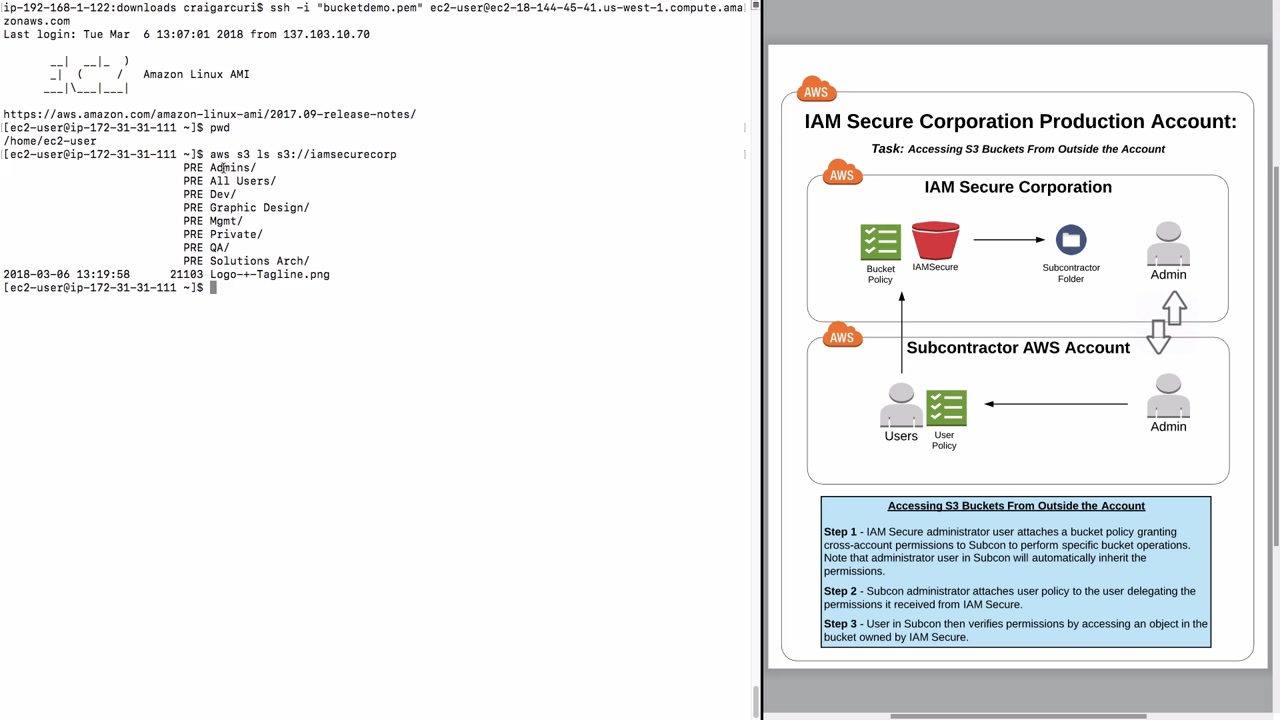 ip-192-168-1-122:downloads craigarcuri$ ssh -i "bucketdemo.pem" ec2-user@ec2-18-144-45-41.us-west-1.compute.ama
zonaws.com
Last login: Tue Mar  6 13:07:01 2018 from 137.103.10.70
       __|  __|_  )
       _|  (     /   Amazon Linux AMI
      ___|\___|___|
https://aws.amazon.com/amazon-linux-ami/2017.09-release-notes/
[ec2-user@ip-172-31-31-111 ~]$ pwd
/home/ec2-user
[ec2-user@ip-172-31-31-111 ~]$ aws s3 ls s3://iamsecurecorp
                           PRE Admins/
                           PRE All Users/
                           PRE Dev/
                           PRE Graphic Design/
                           PRE Mgmt/
                           PRE Private/
                           PRE QA/
                           PRE Solutions Arch/
2018-03-06 13:19:58      21103 Logo-+-Tagline.png
[ec2-user@ip-172-31-31-111 ~]$
AWS
IAM Secure Corporation Production Account:
Task: Accessing S3 Buckets From Outside the Account
AWS
IAM Secure Corporation
Bucket
Policy
IAMSecure
Subcontractor
Folder
Admin
AWS
Subcontractor AWS Account
Users
User
Policy
Admin
Accessing S3 Buckets From Outside the Account
Step 1 - IAM Secure administrator user attaches a bucket policy granting
cross-account permissions to Subcon to perform specific bucket operations.
Note that administrator user in Subcon will automatically inherit the
permissions.
Step 2 - Subcon administrator attaches user policy to the user delegating the
permissions it received from IAM Secure.
Step 3 - User in Subcon then verifies permissions by accessing an object in the
bucket owned by IAM Secure.